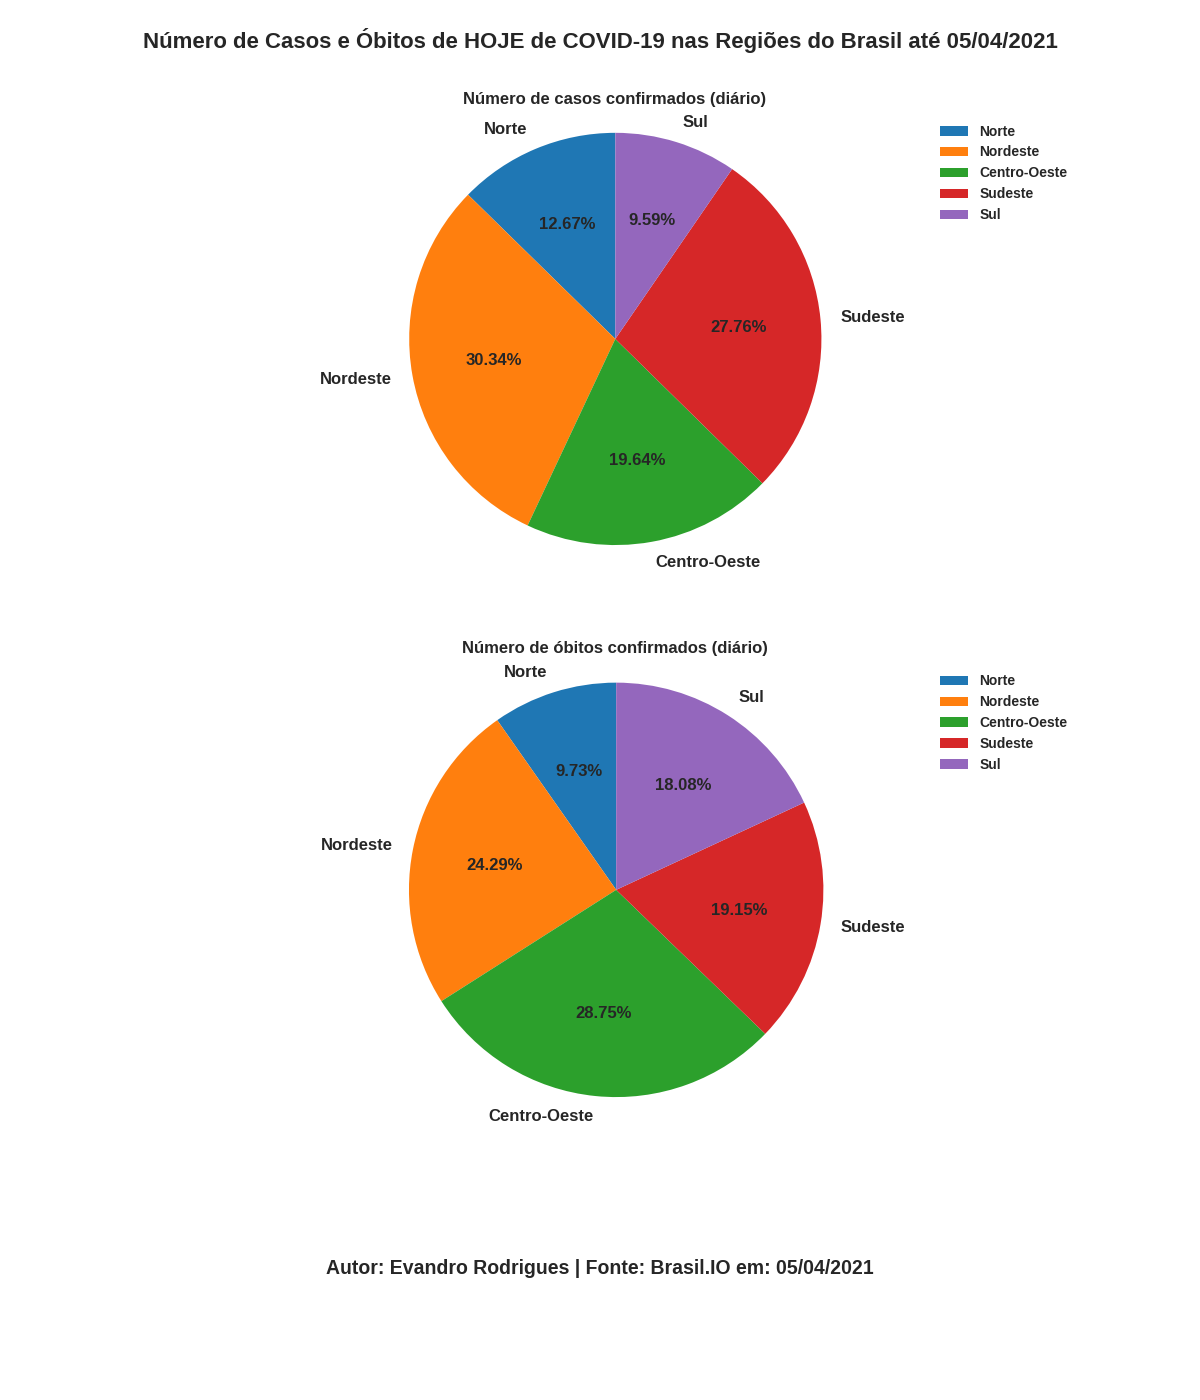 Número de Casos e Óbitos de HOJE de COVID-19 nas Regiões do Brasil até 05/04/2021
Número de casos confirmados (diário)
Norte
Sul
12.67%
9.59%
Nordeste
30.34%
27.76%
Sudeste
19.64%
Centro-Oeste
Norte
Nordeste
Centro-Oeste
Sudeste
Sul
Número de óbitos confirmados (diário)
Norte
Sul
9.73%
18.08%
Nordeste
24.29%
19.15%
Sudeste
28.75%
Centro-Oeste
Norte
Nordeste
Centro-Oeste
Sudeste
Sul
Autor: Evandro Rodrigues | Fonte: Brasil.IO em: 05/04/2021